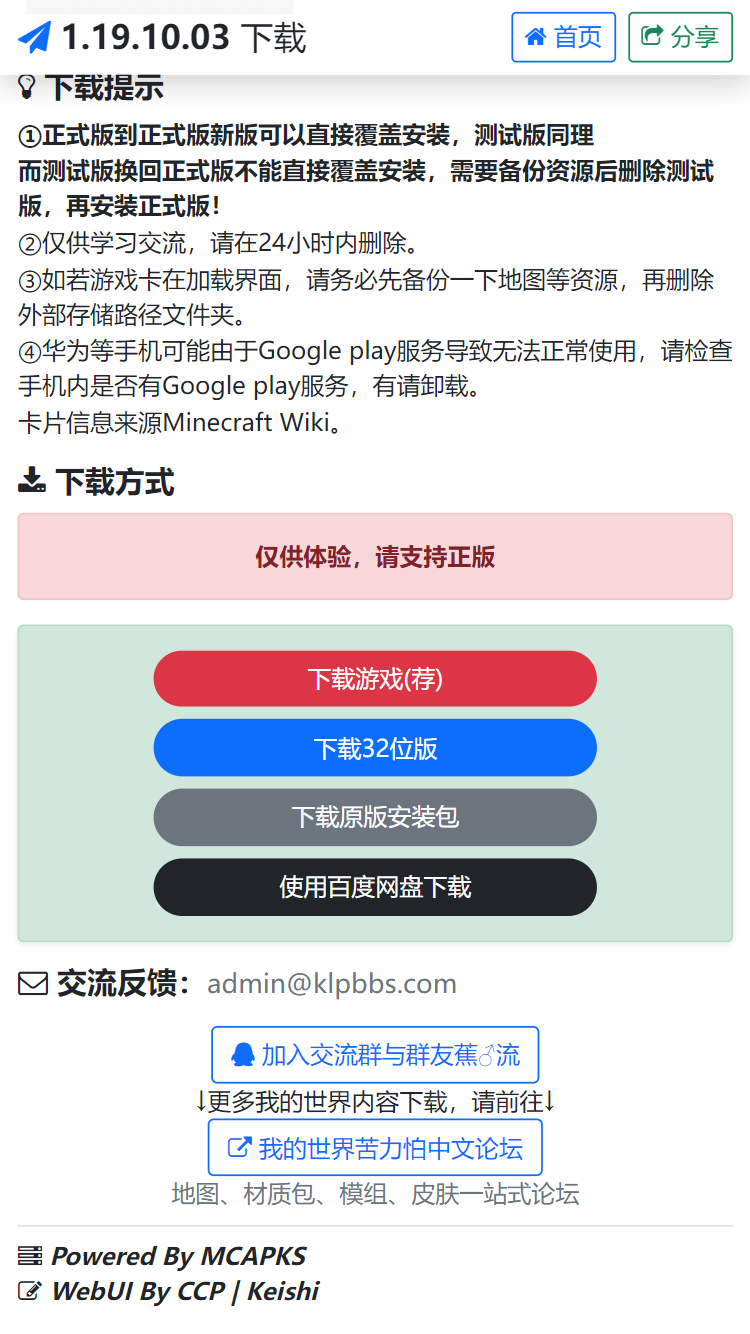 1.19.10.03 下载
首页
分享
下载提示
①正式版到正式版新版可以直接覆盖安装，测试版同理
而测试版换回正式版不能直接覆盖安装，需要备份资源后删除测试
版，再安装正式版！
②仅供学习交流，请在24小时内删除。
③如若游戏卡在加载界面，请务必先备份一下地图等资源，再删除
外部存储路径文件夹。
④华为等手机可能由于Google play服务导致无法正常使用，请检查
手机内是否有Google play服务，有请卸载。
卡片信息来源Minecraft Wiki。
下载方式
仅供体验，请支持正版
下载游戏(荐)
下载32位版
下载原版安装包
使用百度网盘下载
交流反馈：admin@klpbbs.com
加入交流群与群友蕉♂流
↓更多我的世界内容下载，请前往↓
我的世界苦力怕中文论坛
地图、材质包、模组、皮肤一站式论坛
Powered By MCAPKS
WebUI By CCP | Keishi